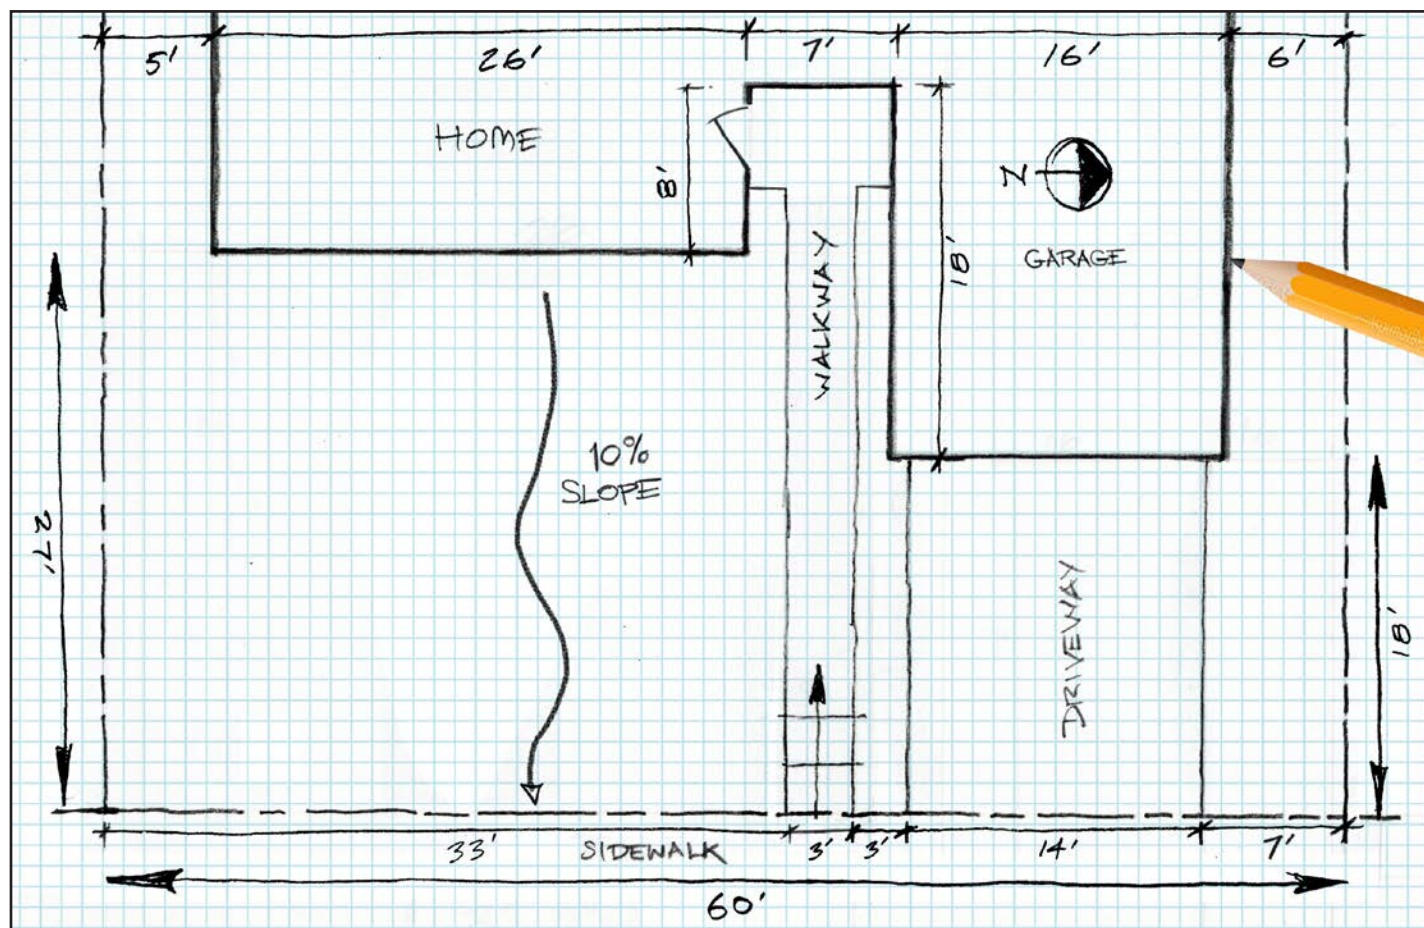 5'
26'
7'
16'
6'
HOME
8'
N
GARAGE
18'
WALKWAY
10%
SLOPE
27'
DRIVEWAY
18'
33'
SIDEWALK
3'
3'
14'
7'
60'